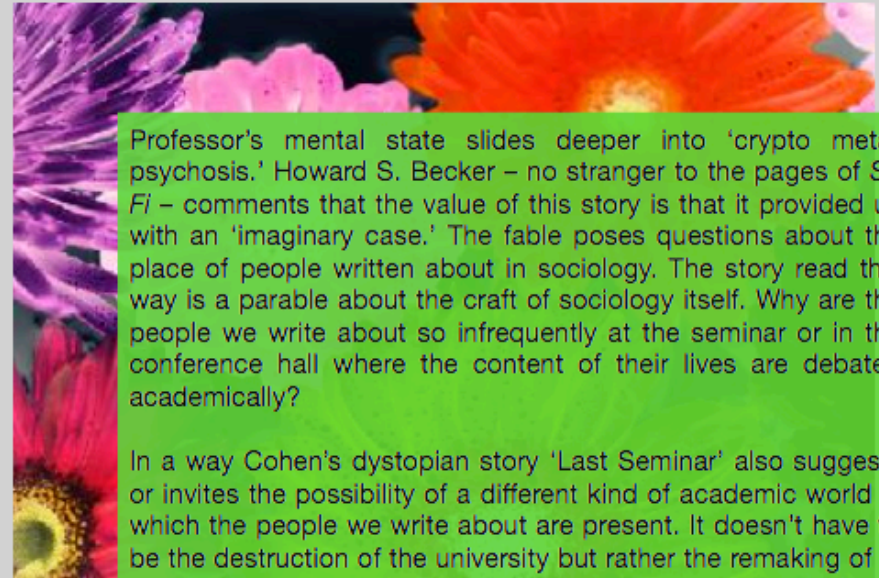 Professor's mental state slides deeper into 'crypto meta
psychosis.' Howard S. Becker – no stranger to the pages of
Fi – comments that the value of this story is that it provided
with an 'imaginary case.' The fable poses questions about
place of people written about in sociology. The story read
way is a parable about the craft of sociology itself. Why are
people we write about so infrequently at the seminar or in
conference hall where the content of their lives are debate
academically?
In a way Cohen's dystopian story 'Last Seminar' also sugges
or invites the possibility of a different kind of academic world
which the people we write about are present. It doesn't have
be the destruction of the university but rather the remaking of